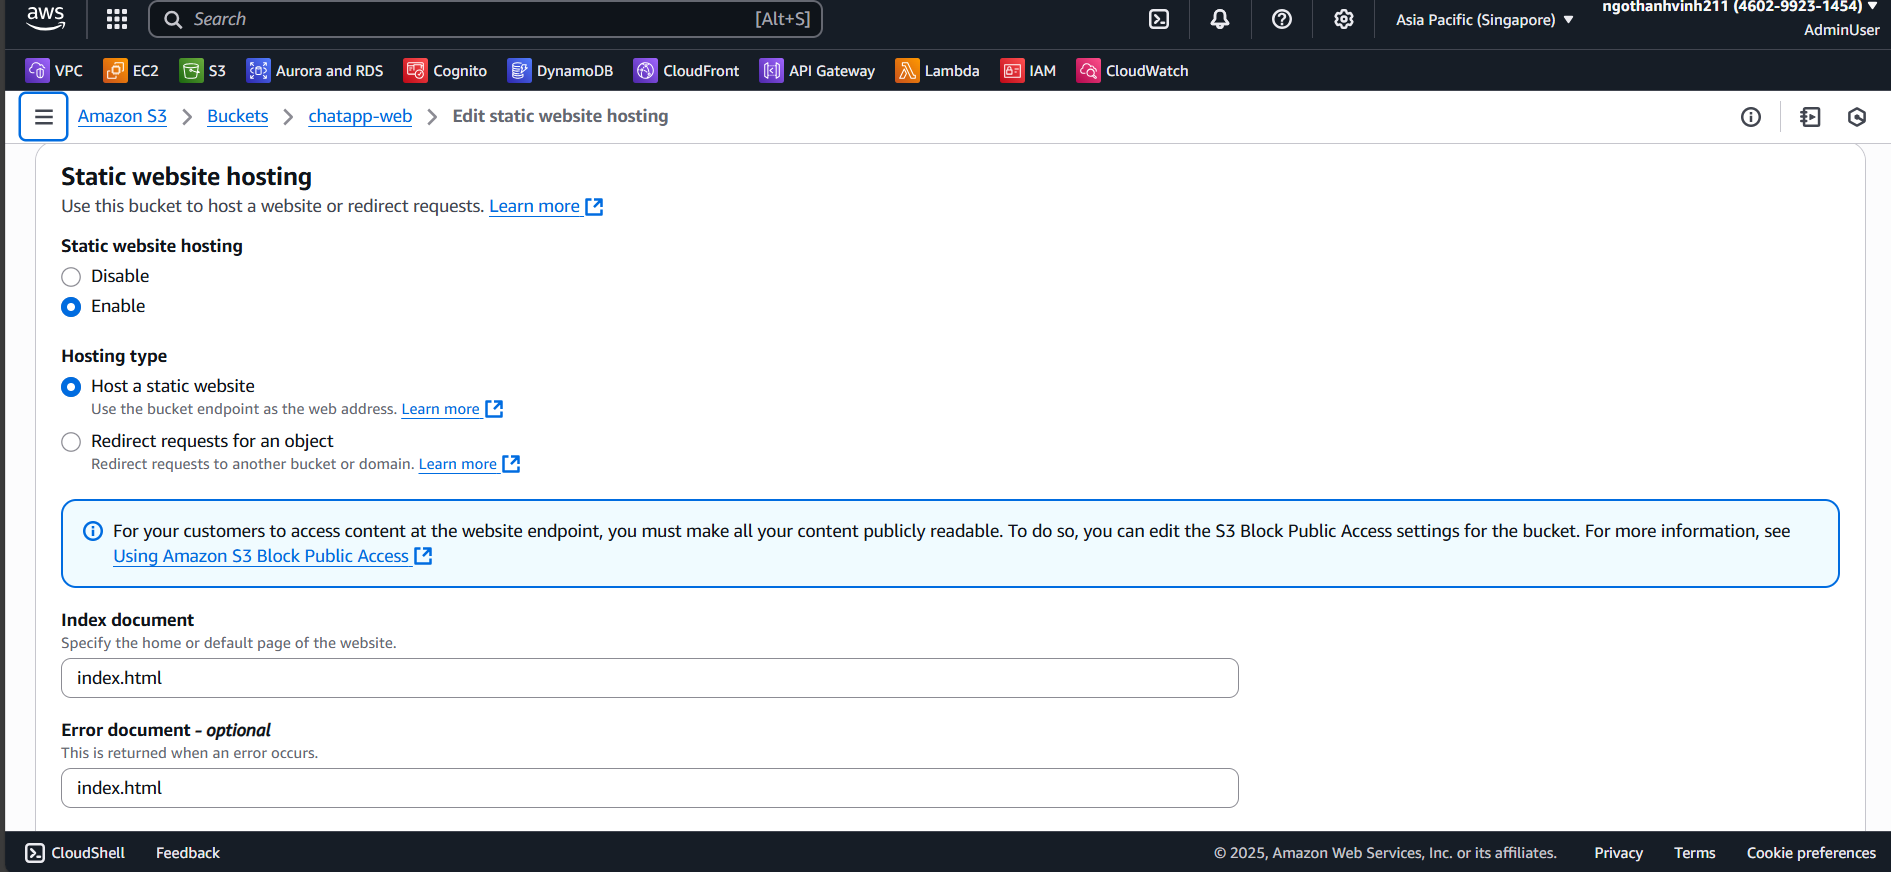 aws
Search
[Alt+S]
Asia Pacific (Singapore)
ngothanhvinh211 (4602-9923-1454)
AdminUser
VPC
EC2
S3
Aurora and RDS
Cognito
DynamoDB
CloudFront
API Gateway
Lambda
IAM
CloudWatch
Amazon S3
Buckets
chatapp-web
Edit static website hosting
Static website hosting
Use this bucket to host a website or redirect requests. Learn more
Static website hosting
Disable
Enable
Hosting type
Host a static website
Use the bucket endpoint as the web address. Learn more
Redirect requests for an object
Redirect requests to another bucket or domain. Learn more
For your customers to access content at the website endpoint, you must make all your content publicly readable. To do so, you can edit the S3 Block Public Access settings for the bucket. For more information, see
Using Amazon S3 Block Public Access
Index document
Specify the home or default page of the website.
index.html
Error document - optional
This is returned when an error occurs.
index.html
CloudShell
Feedback
© 2025, Amazon Web Services, Inc. or its affiliates.
Privacy
Terms
Cookie preferences